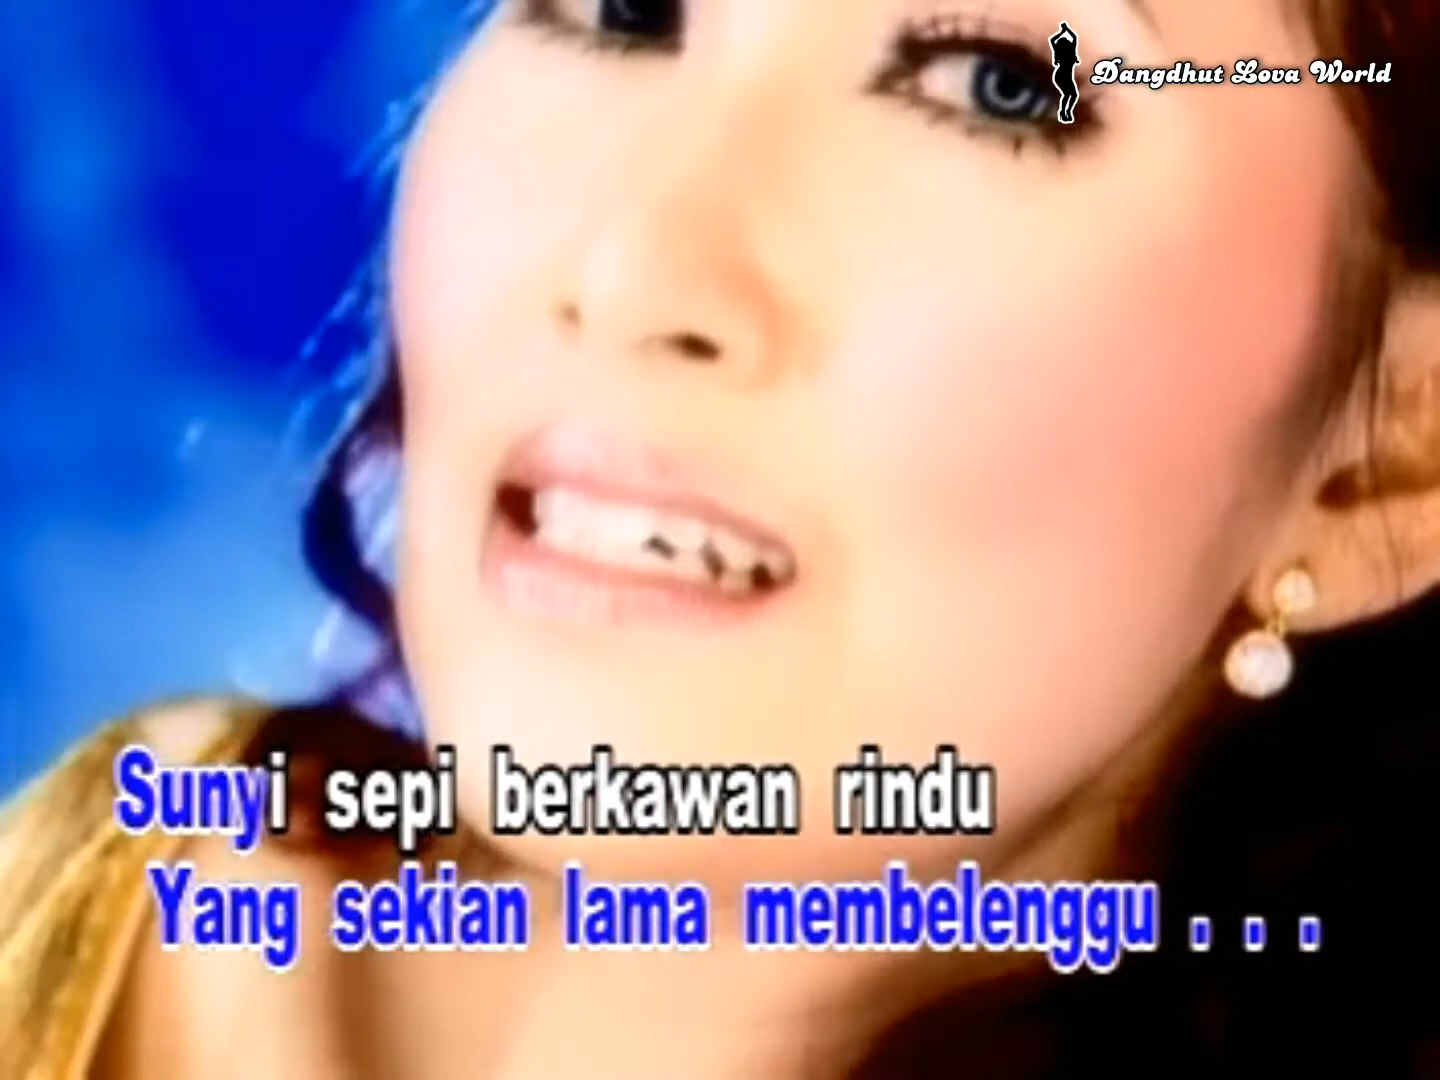 Dangdhut Lova World
Sunyi sepi berkawan rindu
Yang sekian lama membelenggu . . .